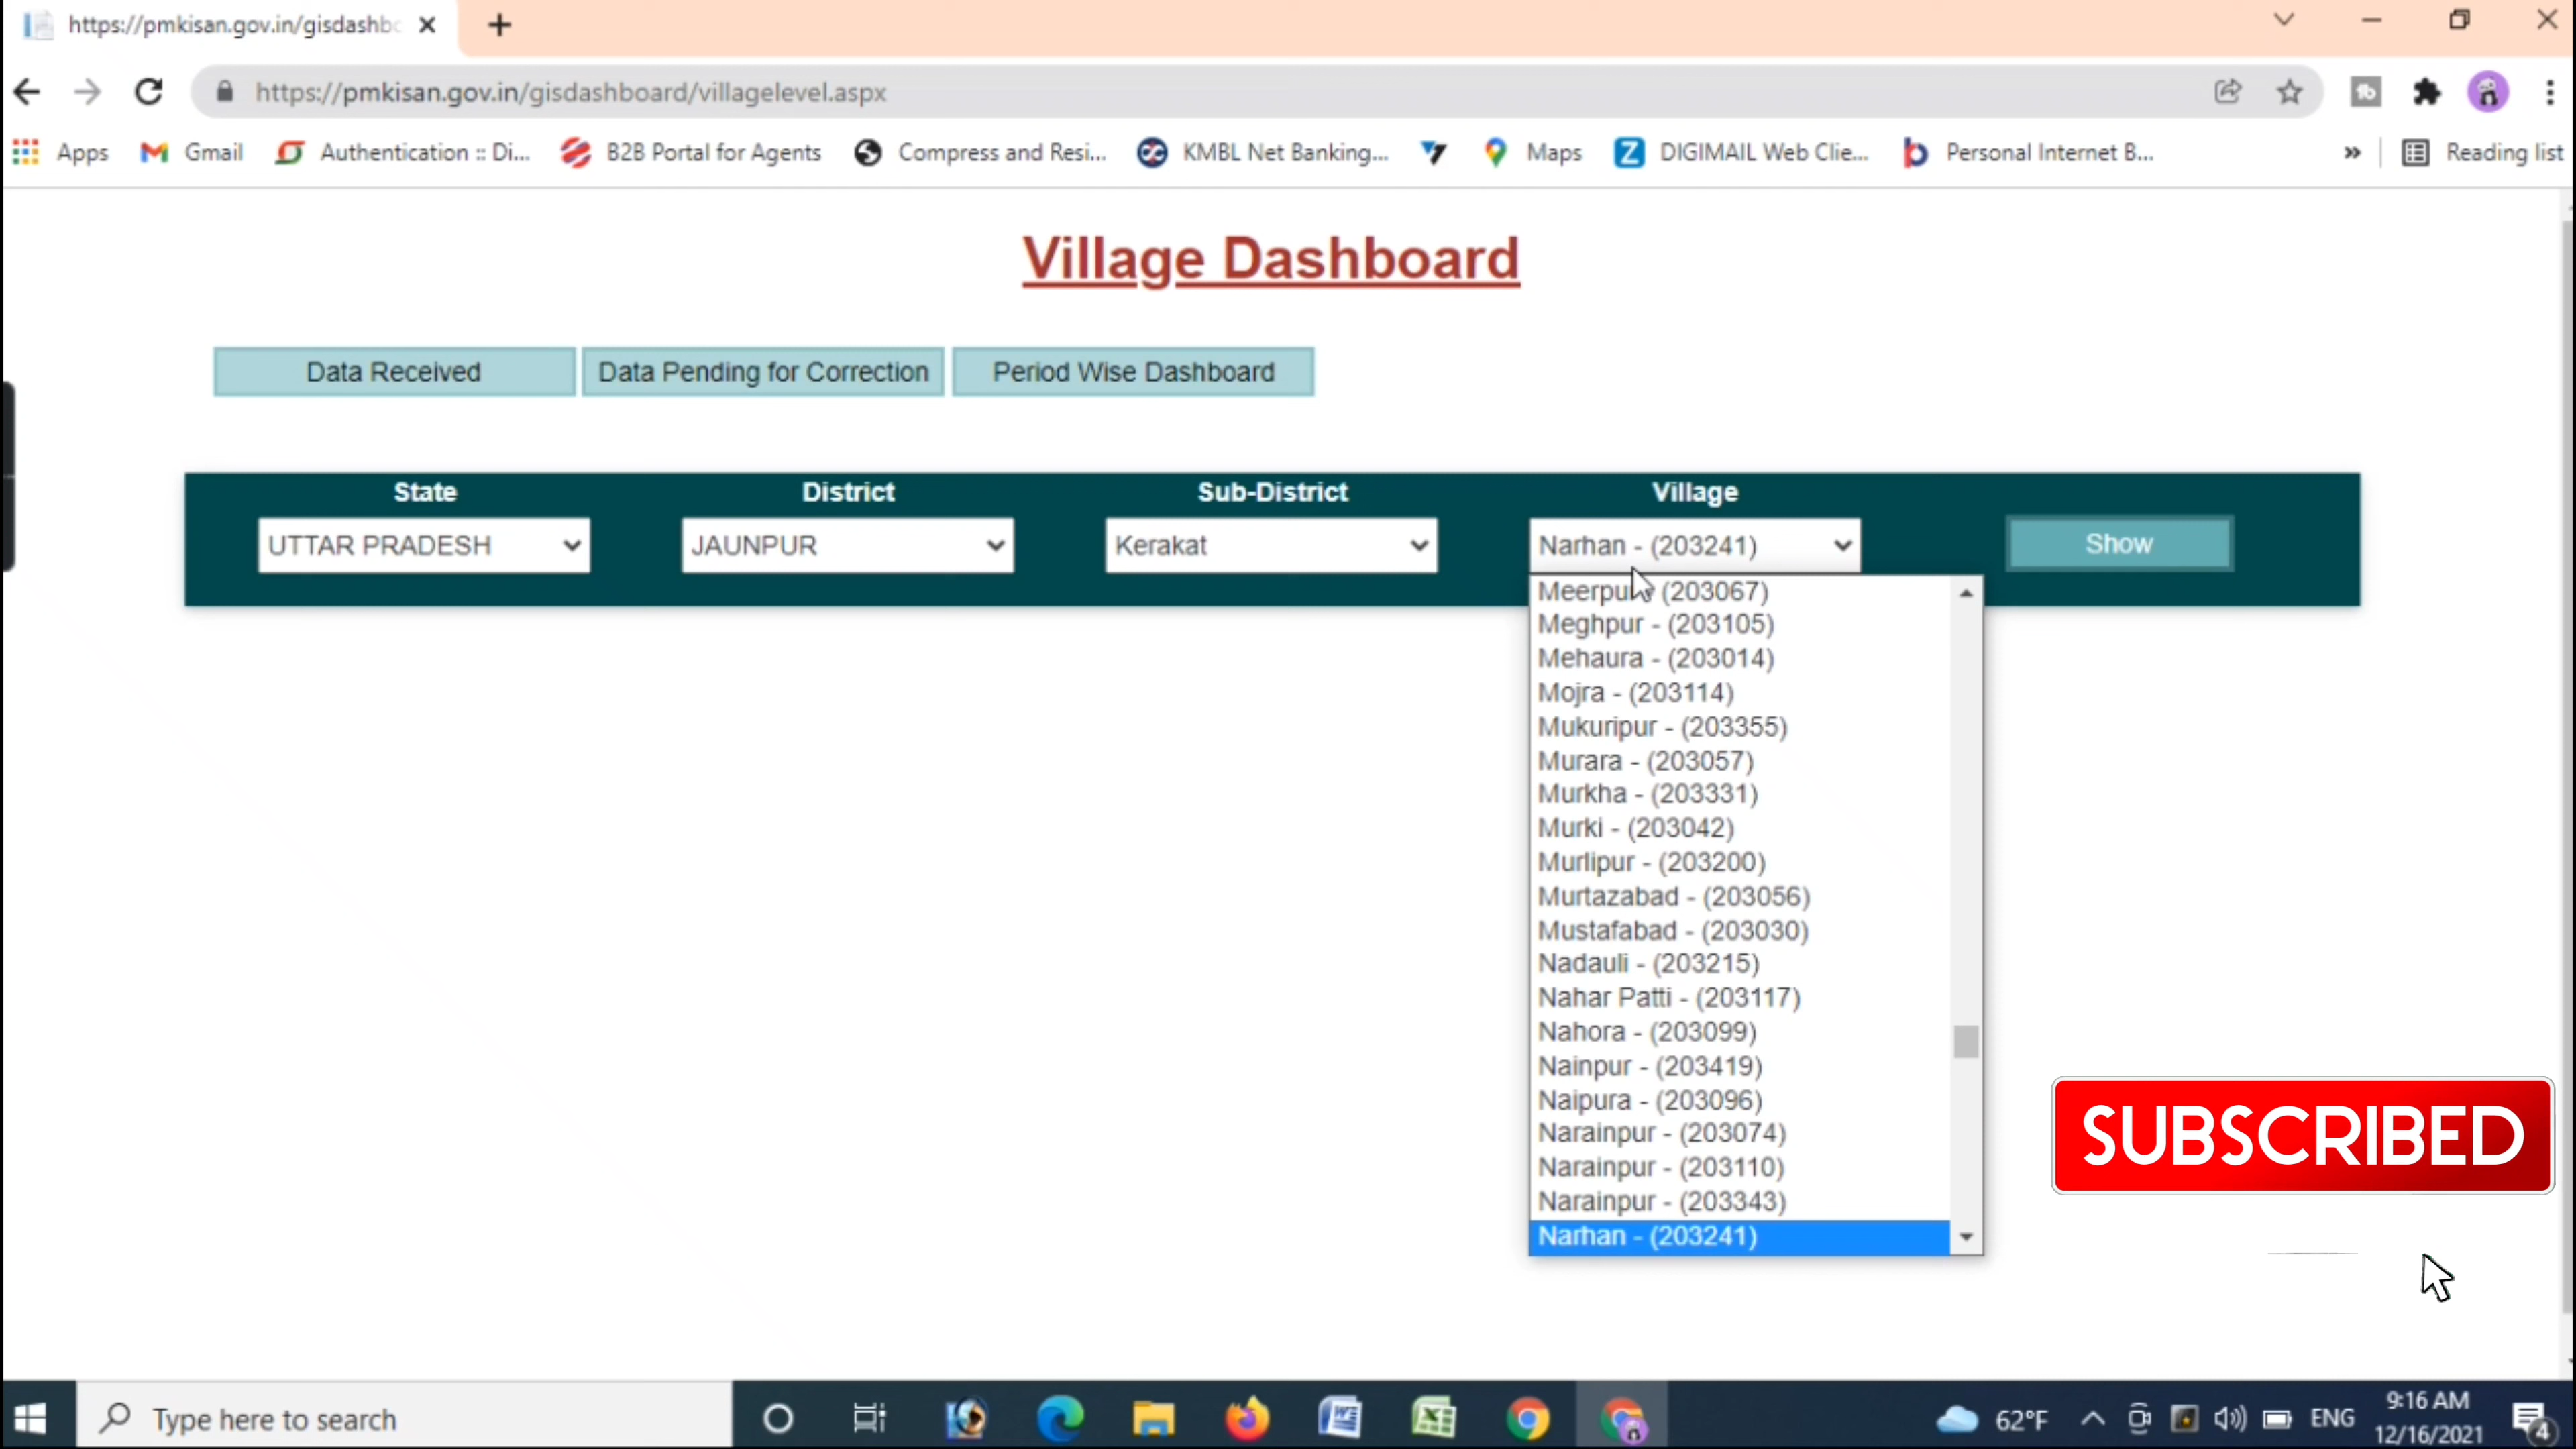 https://pmkisan.gov.in/gisdashbo
https://pmkisan.gov.in/gisdashboard/villagelevel.aspx
Apps Gmail Authentication :: Di... B2B Portal for Agents Compress and Resi... KMBL Net Banking... Maps DIGIMAIL Web Clie... Personal Internet B... » Reading list
Village Dashboard
Data Received Data Pending for Correction Period Wise Dashboard
State District Sub-District Village
UTTAR PRADESH JAUNPUR Kerakat Narhan - (203241) Show
Meerpur (203067)
Meghpur - (203105)
Mehaura - (203014)
Mojra - (203114)
Mukuripur - (203355)
Murara - (203057)
Murkha - (203331)
Murki - (203042)
Murlipur - (203200)
Murtazabad - (203056)
Mustafabad - (203030)
Nadauli - (203215)
Nahar Patti - (203117)
Nahora - (203099)
Nainpur - (203419)
Naipura - (203096)
Narainpur - (203074)
Narainpur - (203110)
Narainpur - (203343)
Narhan - (203241)
SUBSCRIBED
Type here to search
62°F ENG 9:16 AM
12/16/2021
4